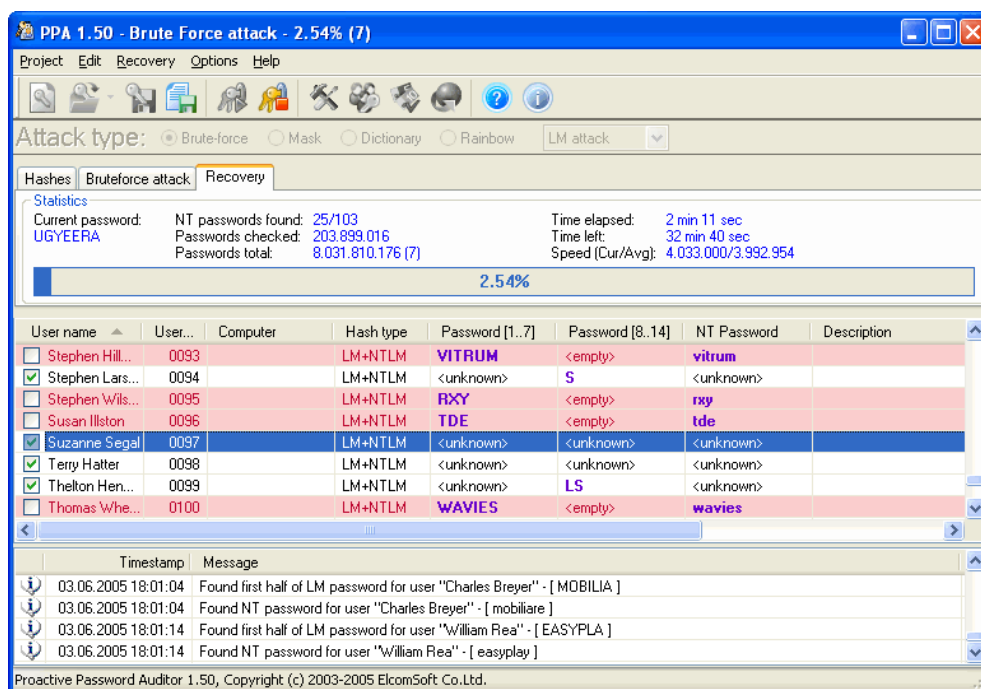 PPA 1.50 - Brute Force attack - 2.54% (7)
Project Edit Recovery Options Help
Attack type: Brute-force Mask Dictionary Rainbow LM attack
Hashes Bruteforce attack Recovery
Statistics
Current password: NT passwords found: 25/103 Time elapsed: 2 min 11 sec
UGYEERA Passwords checked: 203.899.016 Time left: 32 min 40 sec
Passwords total: 8.031.810.176 (7) Speed (Cur/Avg): 4.033.000/3.992.954
2.54%
User name User... Computer Hash type Password [1..7] Password [8..14] NT Password Description
Stephen Hill... 0093 LM+NTLM VITRUM <empty> vitrum
Stephen Lars... 0094 LM+NTLM <unknown> S <unknown>
Stephen Wils... 0095 LM+NTLM RXY <empty> rxy
Susan Illston 0096 LM+NTLM TDE <empty> tde
Suzanne Segal 0097 LM+NTLM <unknown> <unknown> <unknown>
Terry Hatter 0098 LM+NTLM <unknown> <unknown> <unknown>
Thelton Hen... 0099 LM+NTLM <unknown> LS <unknown>
Thomas Whe... 0100 LM+NTLM WAVIES <empty> wavies
Timestamp Message
03.06.2005 18:01:04 Found first half of LM password for user "Charles Breyer" - [ MOBILIA ]
03.06.2005 18:01:04 Found NT password for user "Charles Breyer" - [ mobiliare ]
03.06.2005 18:01:14 Found first half of LM password for user "William Rea" - [ EASYPLA ]
03.06.2005 18:01:14 Found NT password for user "William Rea" - [ easyplay ]
Proactive Password Auditor 1.50, Copyright (c) 2003-2005 ElcomSoft Co.Ltd.